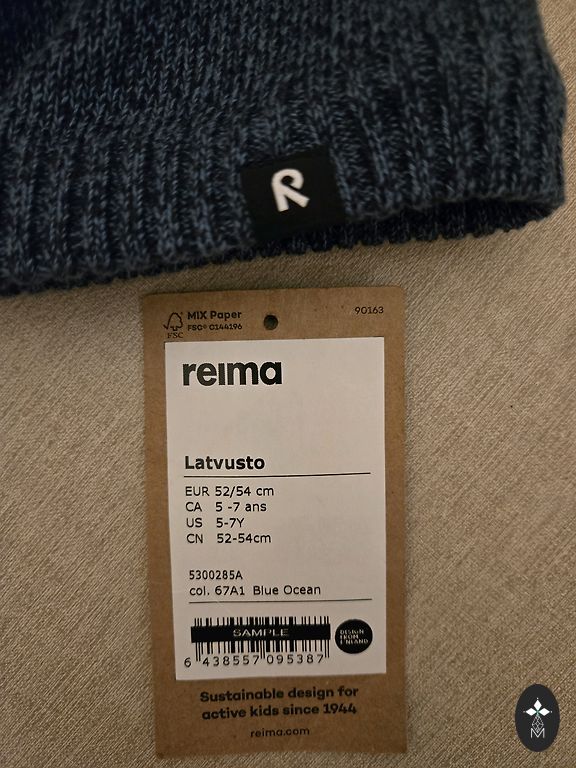 MIX Paper
FSC® C144196
FSC
90163
reima
Latvusto
EUR 52/54 cm
CA 5 -7 ans
US 5-7Y
CN 52-54cm
5300285A
col. 67A1 Blue Ocean
SAMPLE
DESIGN
FROM
FINLAND
6 438557 095387
Sustainable design for
active kids since 1944
reima.com
M